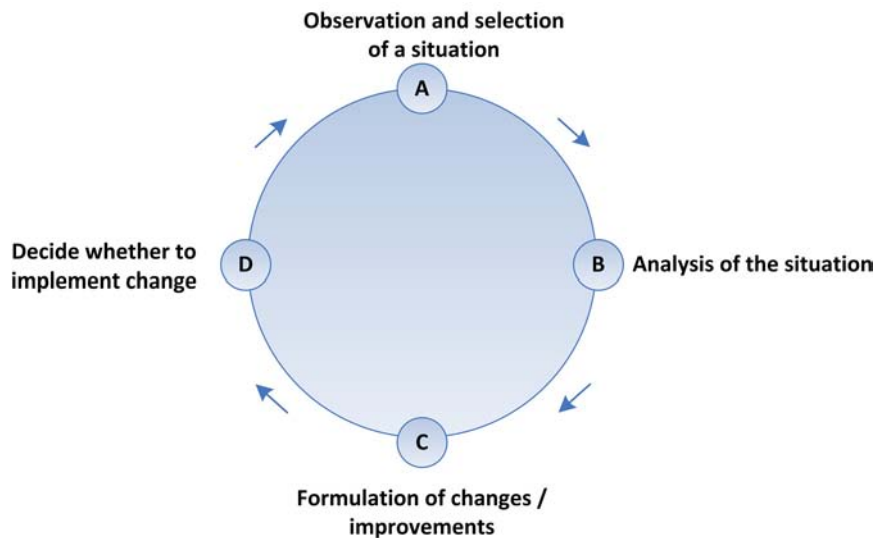 Observation and selection
of a situation
A
Decide whether to
implement change
D
B
Analysis of the situation
C
Formulation of changes /
improvements